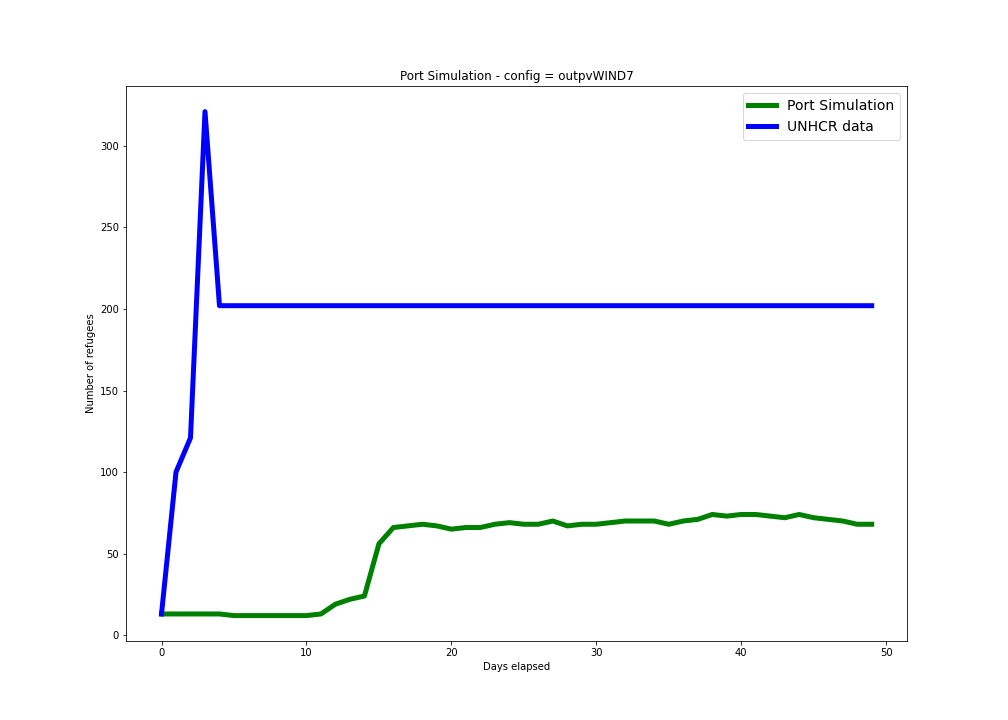 Port Simulation - config = outpvWIND7
Port Simulation
UNHCR data
Number of refugees
300
250
200
150
100
50
0
0 10 20 30 40 50
Days elapsed